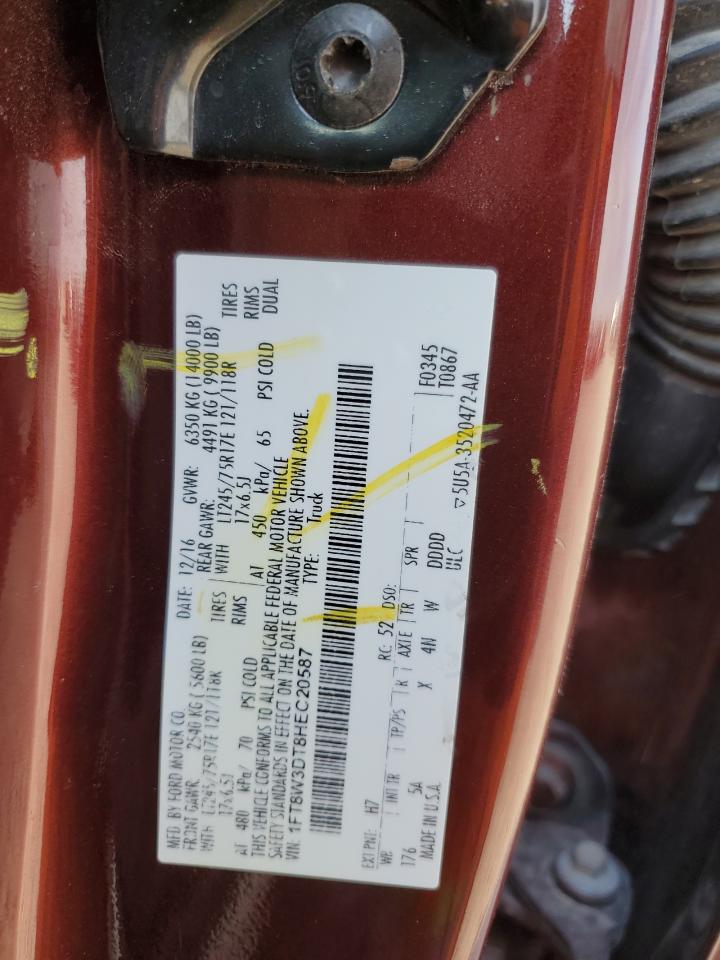 MFD BY FORD MOTOR CO. DATE: 12/16 GVWR: 6350 KG (14000 LB)
FRONT GAWR: 2540 KG (5600 LB) REAR GAWR: 4491 KG (9900 LB)
WITH LT245/75R17E 121/118R TIRES WITH LT245/75R17E 121/118R TIRES
17x6.5J RIMS 17x6.5J RIMS
AT 480 kPa/ 70 PSI COLD AT 450 kPa/ 65 PSI COLD DUAL
THIS VEHICLE CONFORMS TO ALL APPLICABLE FEDERAL MOTOR VEHICLE
SAFETY STANDARDS IN EFFECT ON THE DATE OF MANUFACTURE SHOWN ABOVE.
VIN: 1FT8W3DT8HEC20587 TYPE: Truck
EXT PNT: H7 RC: 52 DSO: F0345
WB INT TR TP/PS R AXLE TR SPR T0867
176 5A X 4N W DDDD
MADE IN U.S.A. ULC ▽5U5A-3520472-AA